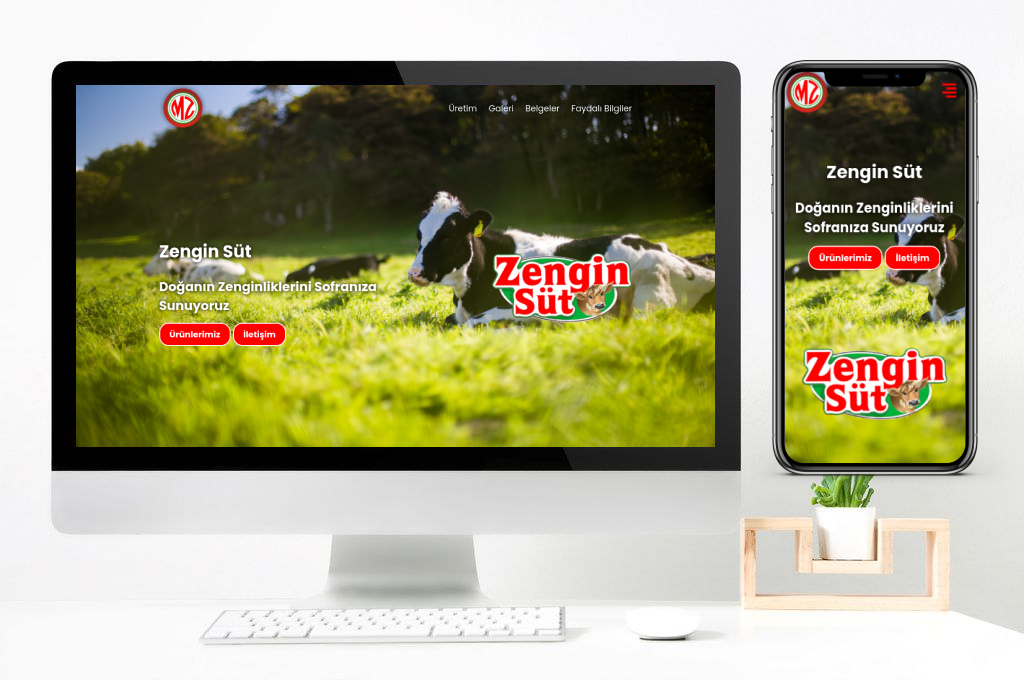 MZ
Üretim Galeri Belgeler Faydalı Bilgiler
Zengin Süt
Doğanın Zenginliklerini Sofranıza
Sunuyoruz
Ürünlerimiz İletişim
Zengin
Süt
MZ
Zengin Süt
Doğanın Zenginliklerini
Sofranıza Sunuyoruz
Ürünlerimiz İletişim
Zengin
Süt